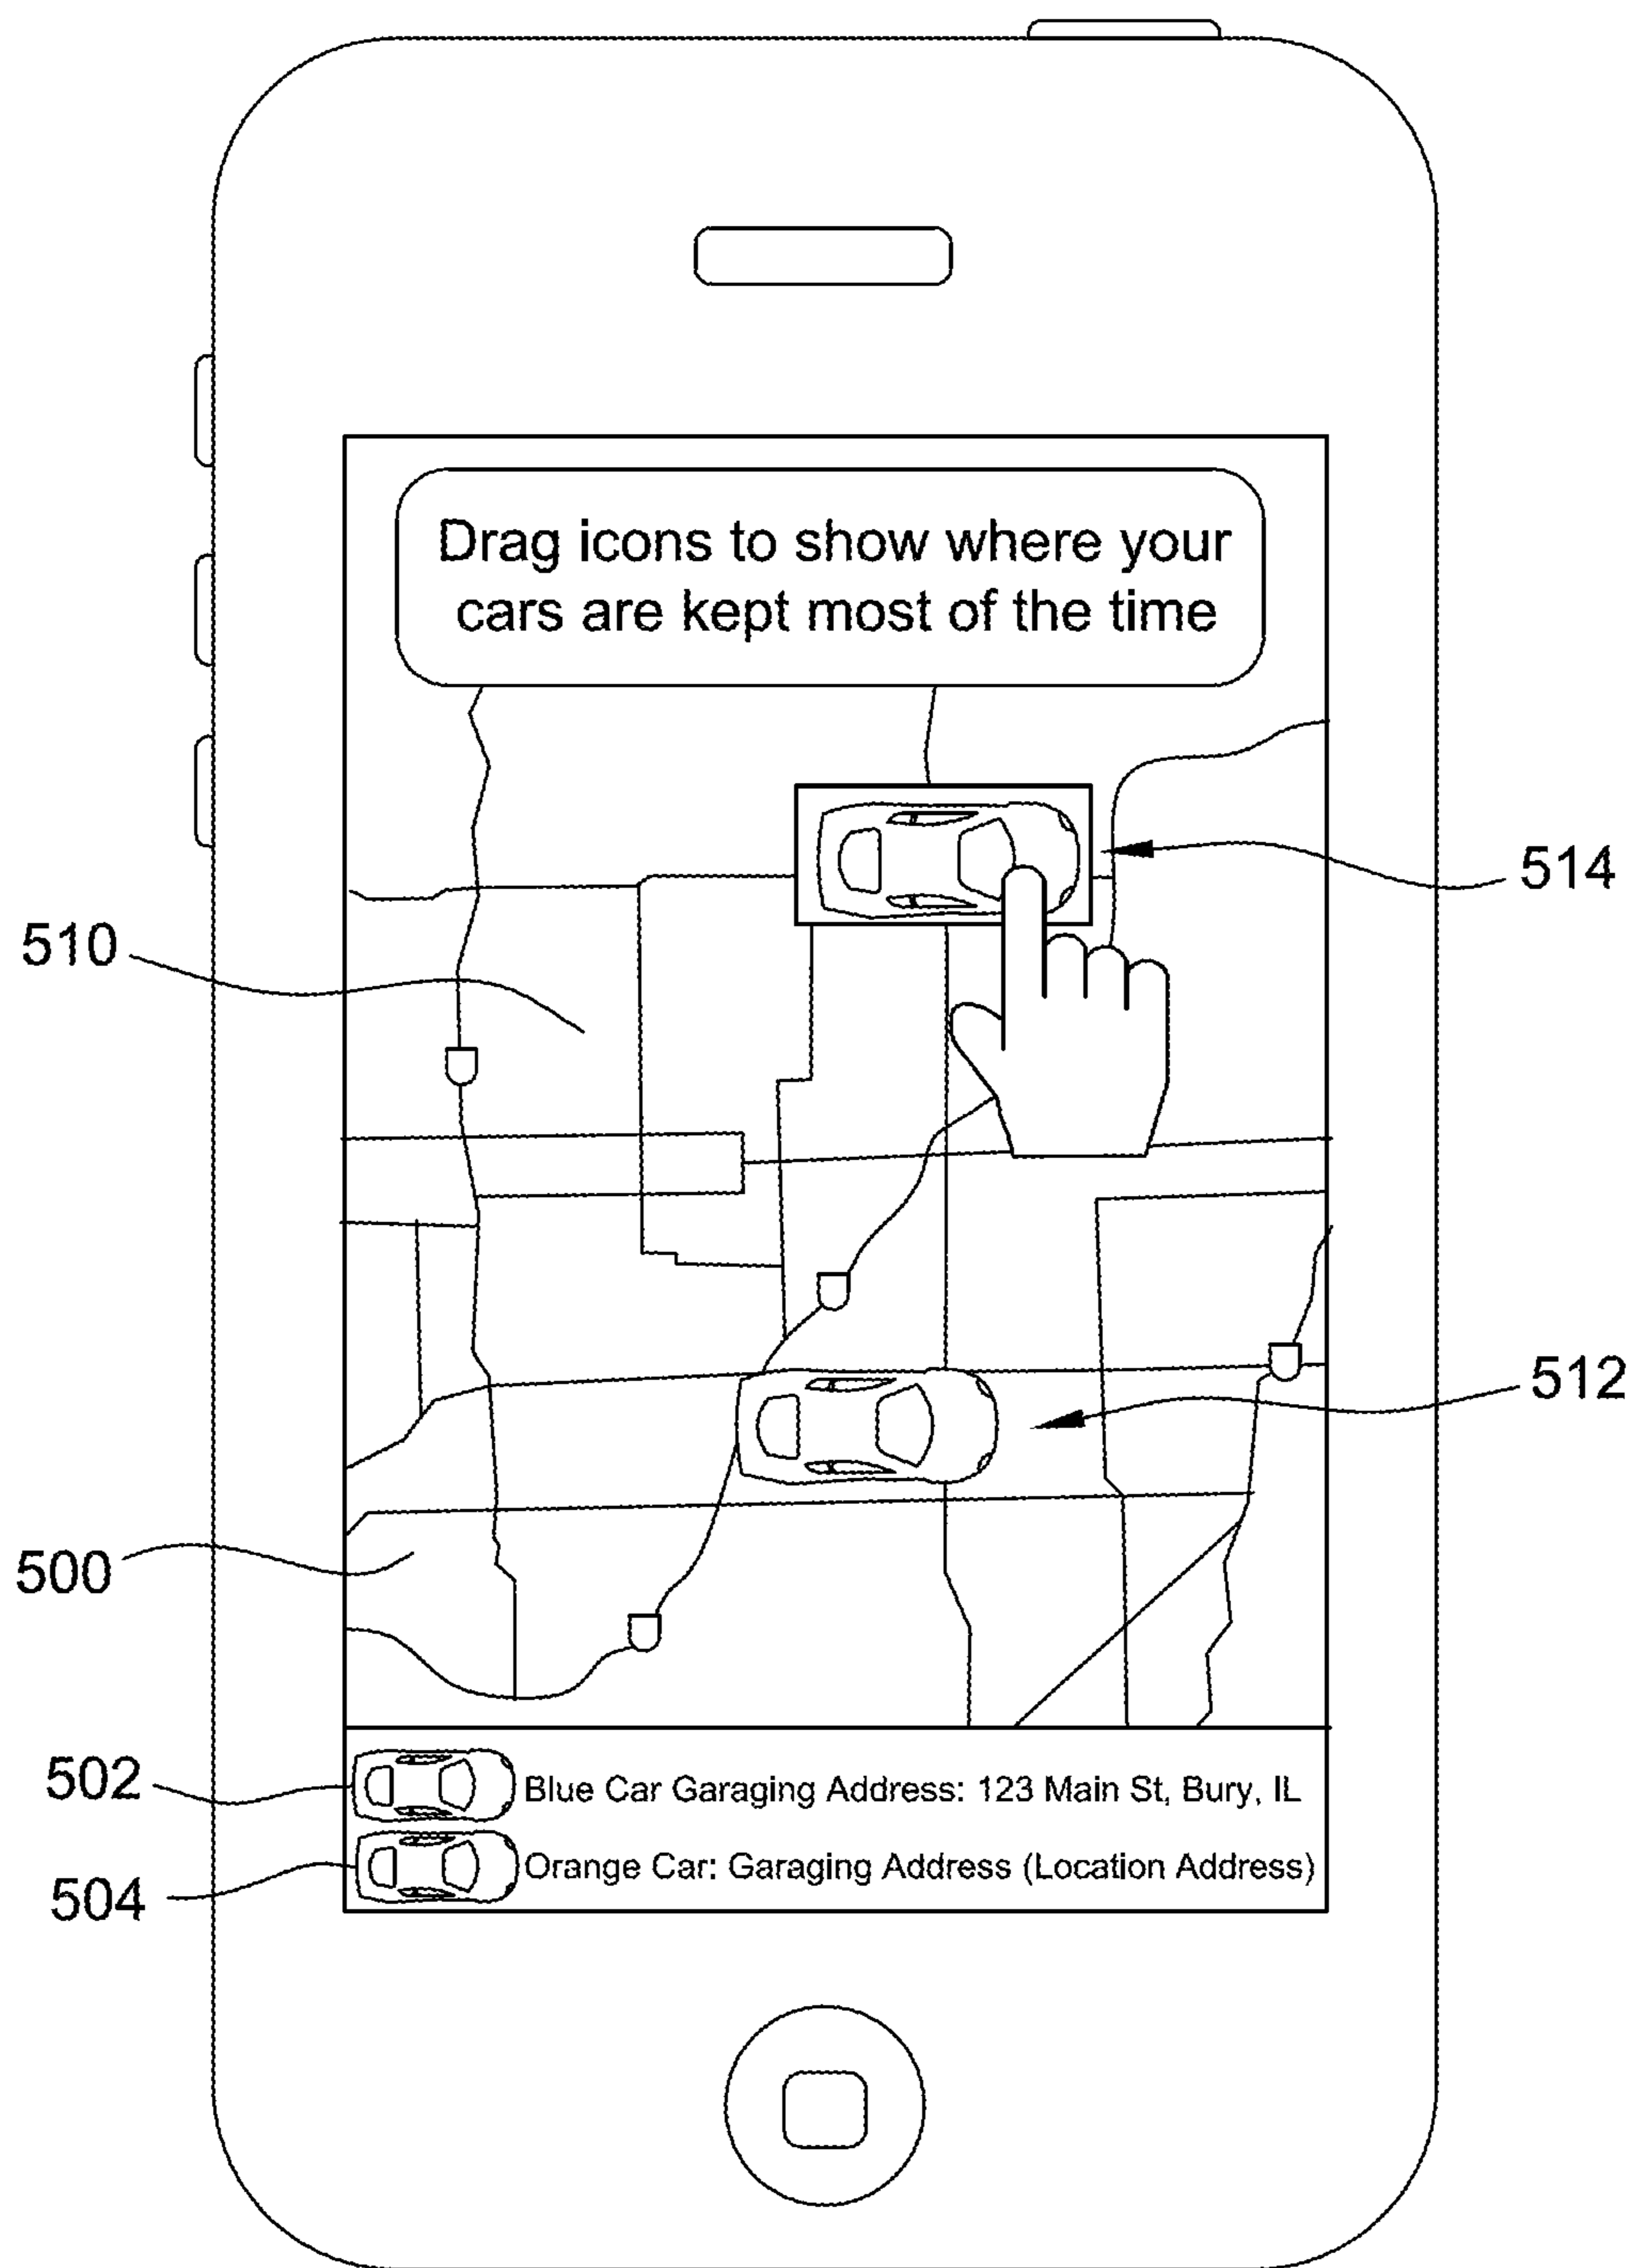 Drag icons to show where your
cars are kept most of the time
514
510
512
500
502
Blue Car Garaging Address: 123 Main St, Bury, IL
504
Orange Car: Garaging Address (Location Address)